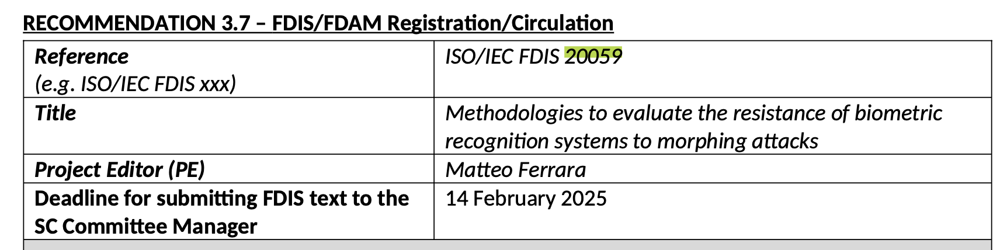 RECOMMENDATION 3.7 – FDIS/FDAM Registration/Circulation
Reference
(e.g. ISO/IEC FDIS xxx)
ISO/IEC FDIS 20059
Title
Methodologies to evaluate the resistance of biometric
recognition systems to morphing attacks
Project Editor (PE)
Matteo Ferrara
Deadline for submitting FDIS text to the
SC Committee Manager
14 February 2025